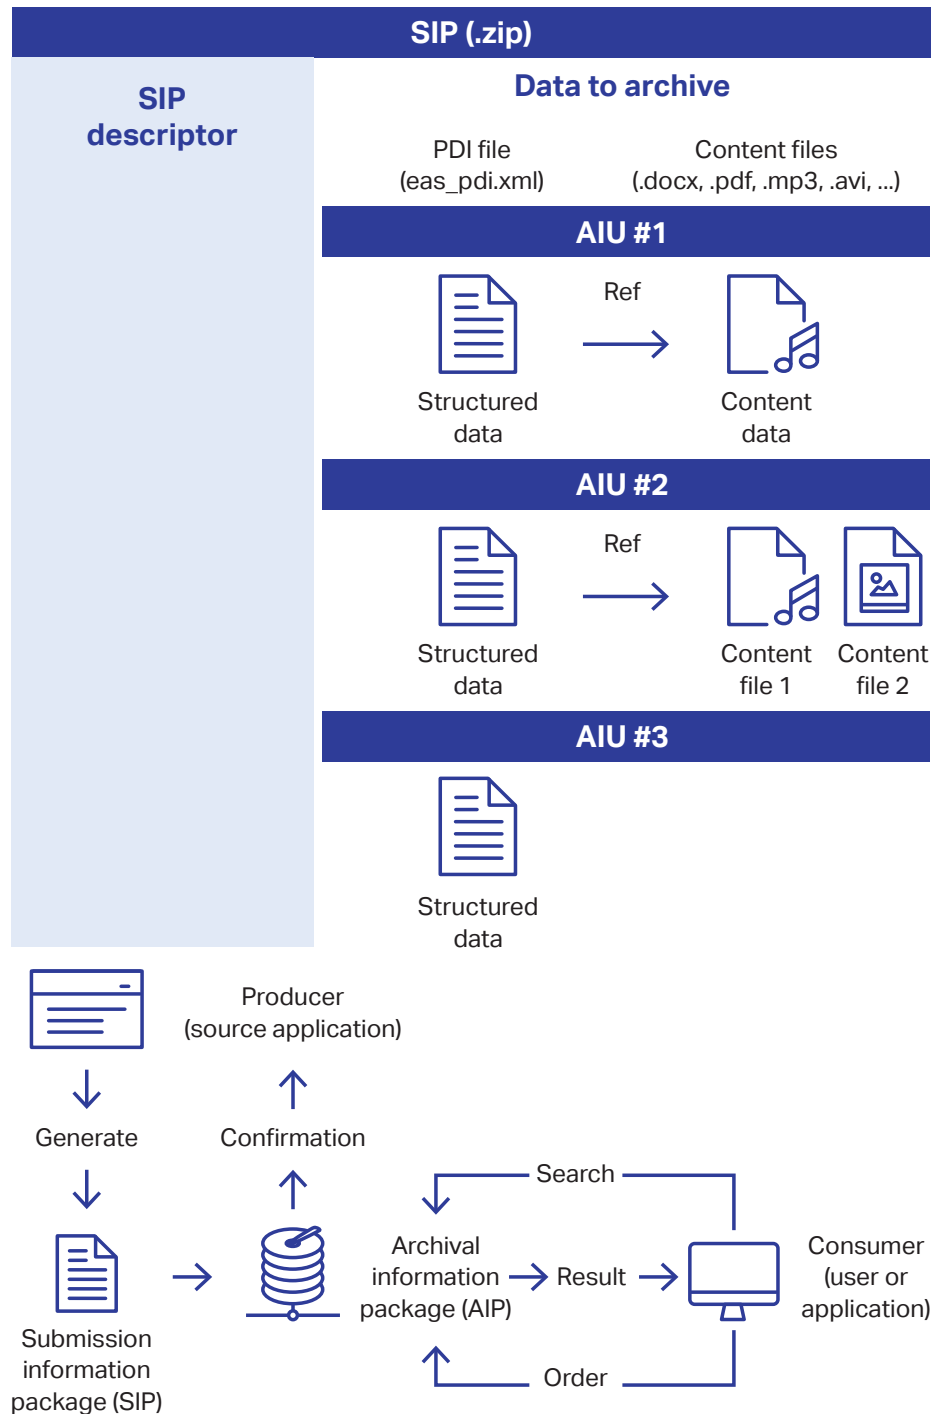 SIP (.zip)
SIP
descriptor
Data to archive
PDI file
(eas_pdi.xml)
Content files
(.docx, .pdf, .mp3, .avi, ...)
AIU #1
Ref
Structured
data
Content
data
AIU #2
Ref
Structured
data
Content
file 1
Content
file 2
AIU #3
Structured
data
Producer
(source application)
Generate
Confirmation
Search
Archival
information
package (AIP)
Result
Consumer
(user or
application)
Order
Submission
information
package (SIP)